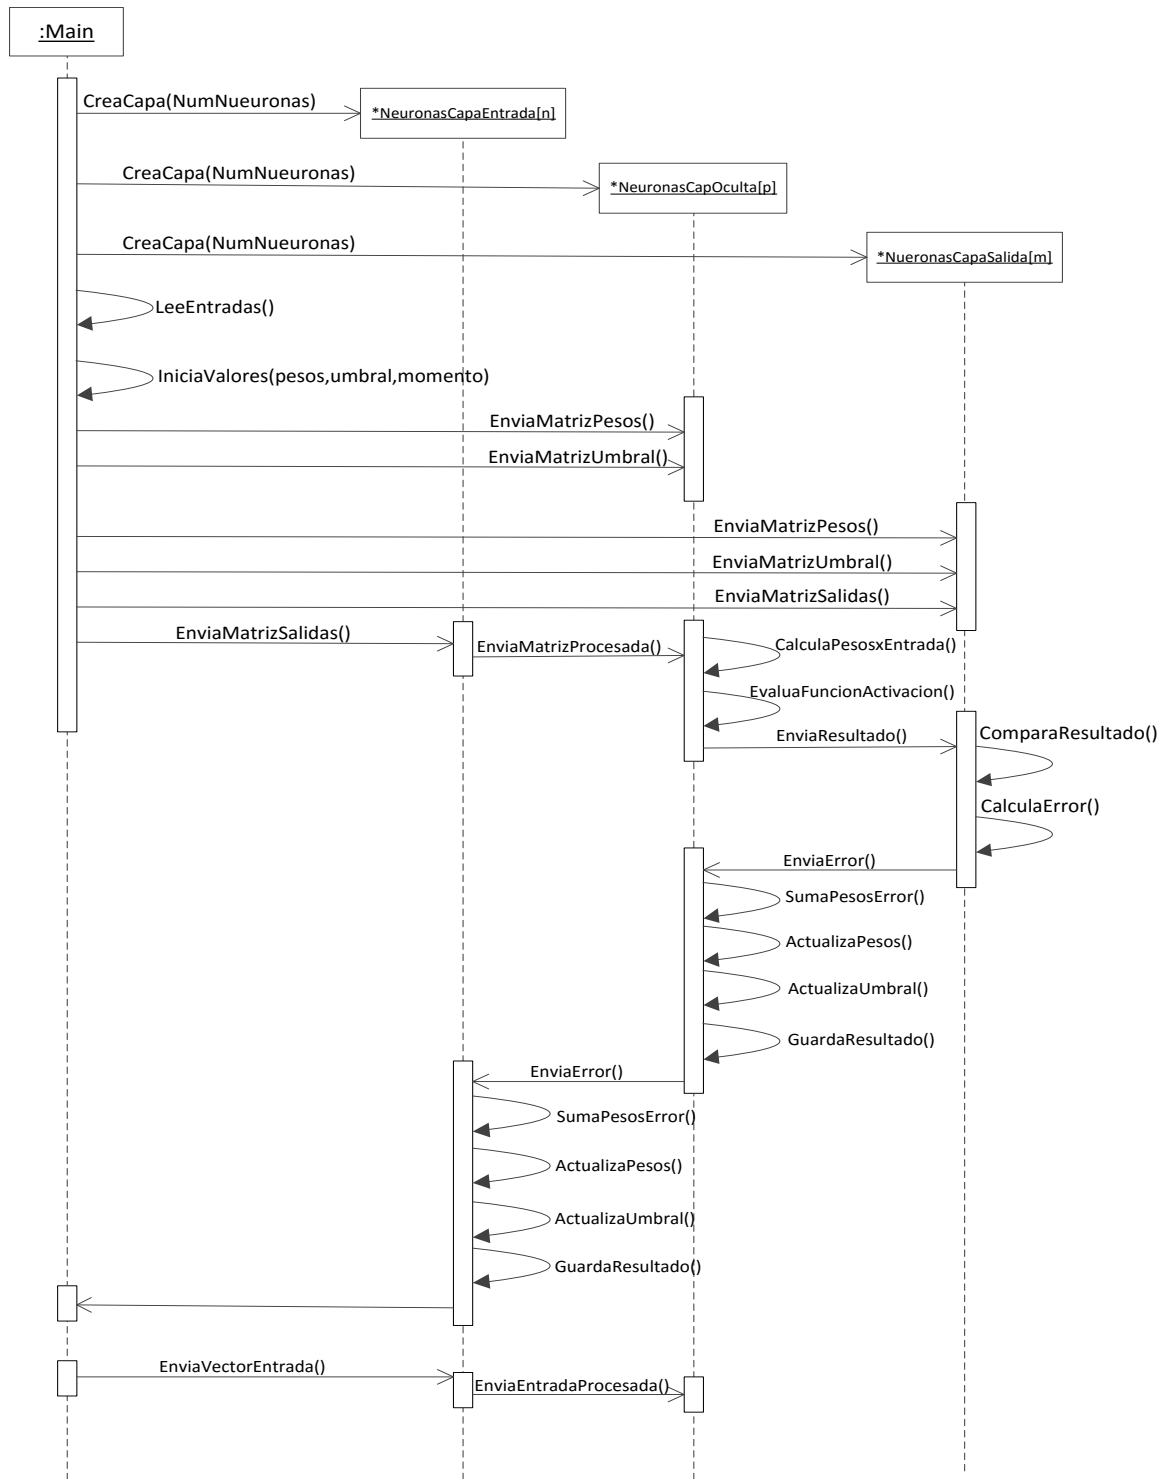 :Main
CreaCapa(NumNueuronas)
*NeuronasCapaEntrada[n]
CreaCapa(NumNueuronas)
*NeuronasCapOculta[p]
CreaCapa(NumNueuronas)
*NueronasCapaSalida[m]
LeeEntradas()
IniciaValores(pesos,umbral,momento)
EnviaMatrizPesos()
EnviaMatrizUmbral()
EnviaMatrizPesos()
EnviaMatrizUmbral()
EnviaMatrizSalidas()
EnviaMatrizSalidas()
EnviaMatrizProcesada()
CalculaPesosxEntrada()
EvaluaFuncionActivacion()
EnviaResultado()
ComparaResultado()
CalculaError()
EnviaError()
SumaPesosError()
ActualizaPesos()
ActualizaUmbral()
GuardaResultado()
EnviaError()
SumaPesosError()
ActualizaPesos()
ActualizaUmbral()
GuardaResultado()
EnviaVectorEntrada()
EnviaEntradaProcesada()